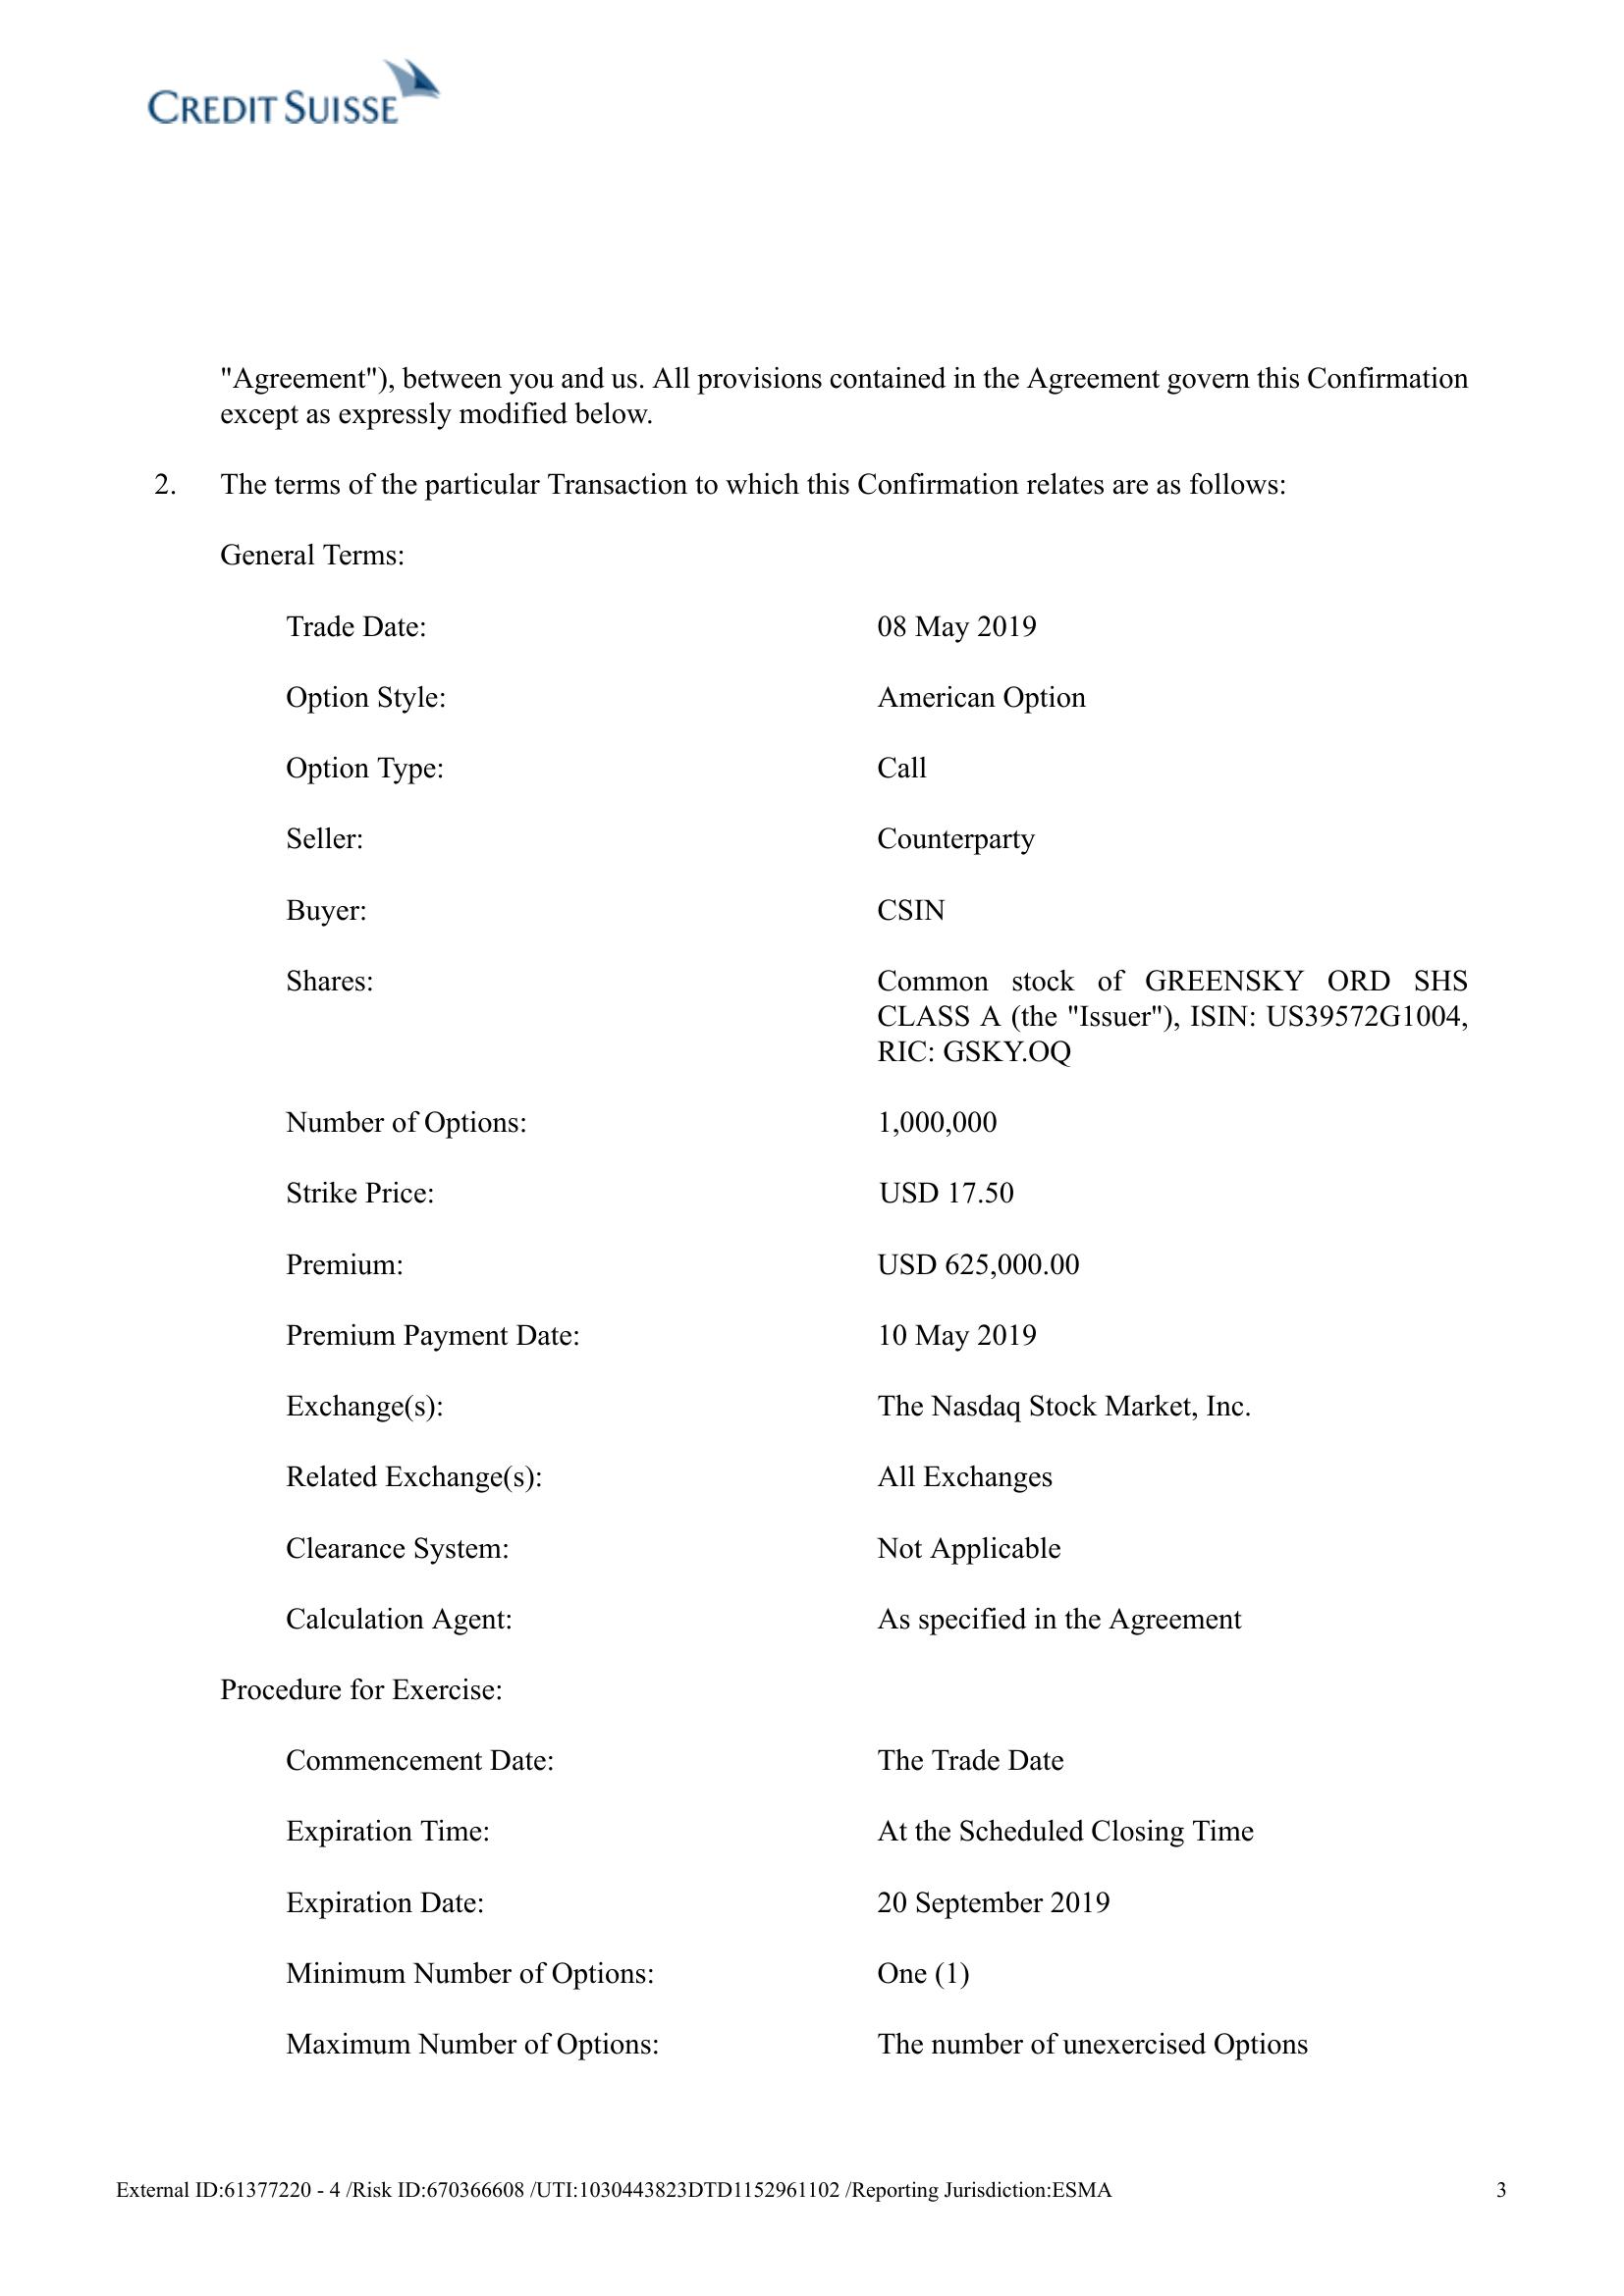 CREDIT SUISSE
"Agreement"), between you and us. All provisions contained in the Agreement govern this Confirmation
except as expressly modified below.
2. The terms of the particular Transaction to which this Confirmation relates are as follows:
General Terms:
Trade Date: 08 May 2019
Option Style: American Option
Option Type: Call
Seller: Counterparty
Buyer: CSIN
Shares: Common stock of GREENSKY ORD SHS
CLASS A (the "Issuer"), ISIN: US39572G1004,
RIC: GSKY.OQ
Number of Options: 1,000,000
Strike Price: USD 17.50
Premium: USD 625,000.00
Premium Payment Date: 10 May 2019
Exchange(s): The Nasdaq Stock Market, Inc.
Related Exchange(s): All Exchanges
Clearance System: Not Applicable
Calculation Agent: As specified in the Agreement
Procedure for Exercise:
Commencement Date: The Trade Date
Expiration Time: At the Scheduled Closing Time
Expiration Date: 20 September 2019
Minimum Number of Options: One (1)
Maximum Number of Options: The number of unexercised Options
External ID:61377220 - 4 /Risk ID:670366608 /UTI:1030443823DTD1152961102 /Reporting Jurisdiction:ESMA 3